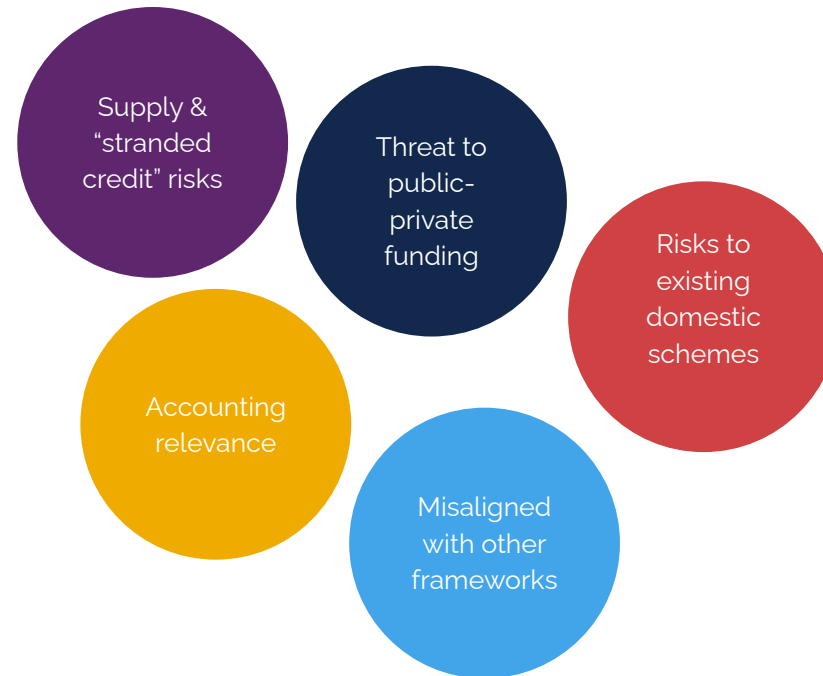 Supply &
“stranded
credit” risks
Threat to
public-
private
funding
Risks to
existing
domestic
schemes
Accounting
relevance
Misaligned
with other
frameworks